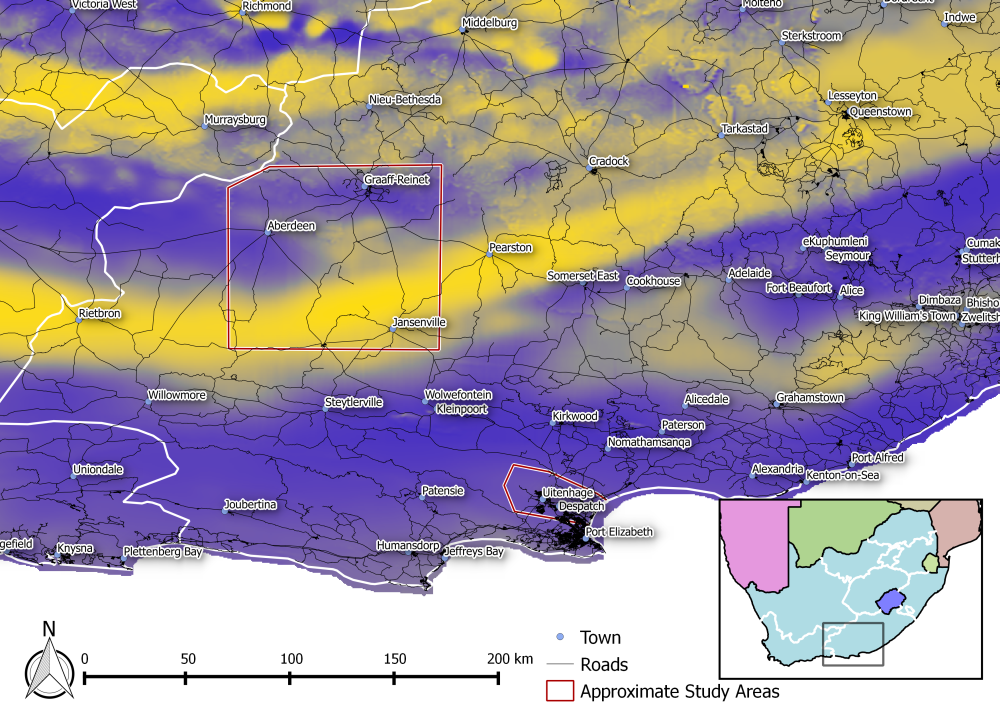 Victoria West
Richmond
Middelburg
Molteno
Indwe
Sterkstroom
Nieu-Bethesda
Lesseyton
Queenstown
Murraysburg
Tarkastad
Cradock
Graaff-Reinet
Aberdeen
Pearston
eKuphumleni
Seymour
Cumak
Stutterh
Somerset East
Cookhouse
Adelaide
Fort Beaufort
Alice
Dimbaza
Bhisho
King William's Town
Zwelitsh
Rietbron
Jansenville
Willowmore
Steytlerville
Wolwefontein
Kleinpoort
Kirkwood
Alicedale
Grahamstown
Paterson
Nomathamsanqa
Uniondale
Joubertina
Patensie
Uitenhage
Despatch
Alexandria
Kenton-on-Sea
Port Alfred
Port Elizabeth
gefield
Knysna
Plettenberg Bay
Humansdorp
Jeffreys Bay
N
0 50 100 150 200 km
Town
Roads
Approximate Study Areas